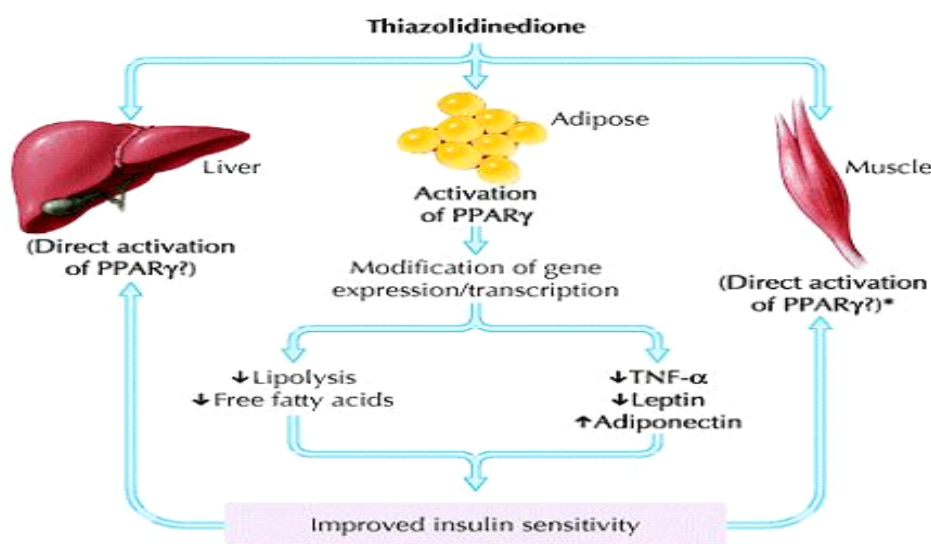 Thiazolidinedione
Adipose
Liver
Muscle
Activation
of PPARγ
(Direct activation
of PPARγ?)
Modification of gene
expression/transcription
(Direct activation
of PPARγ?)*
↓Lipolysis
↓Free fatty acids
↓TNF-α
↓Leptin
↑Adiponectin
Improved insulin sensitivity